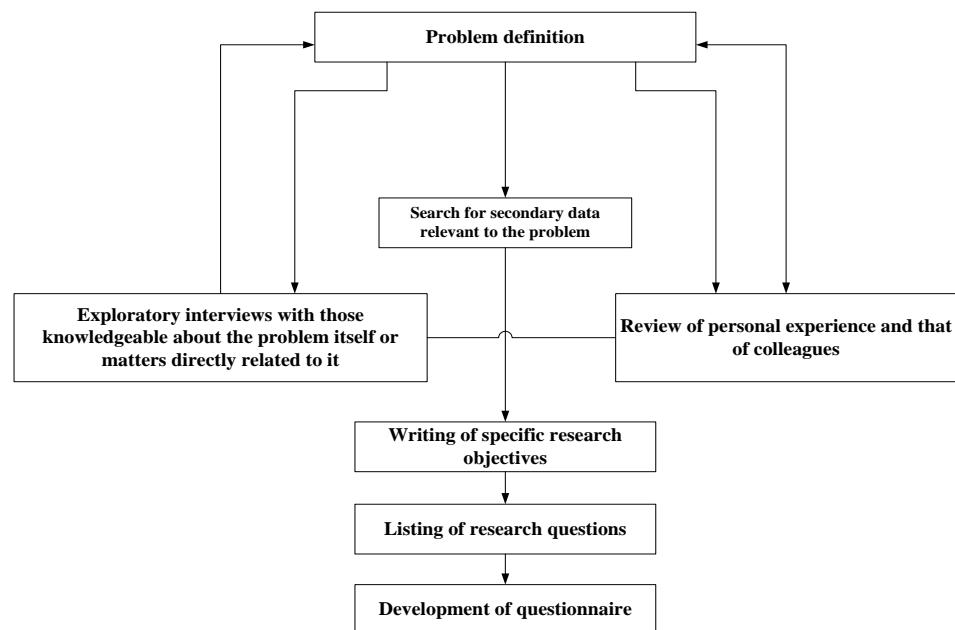 Problem definition
Search for secondary data
relevant to the problem
Exploratory interviews with those
knowledgeable about the problem itself or
matters directly related to it
Review of personal experience and that
of colleagues
Writing of specific research
objectives
Listing of research questions
Development of questionnaire